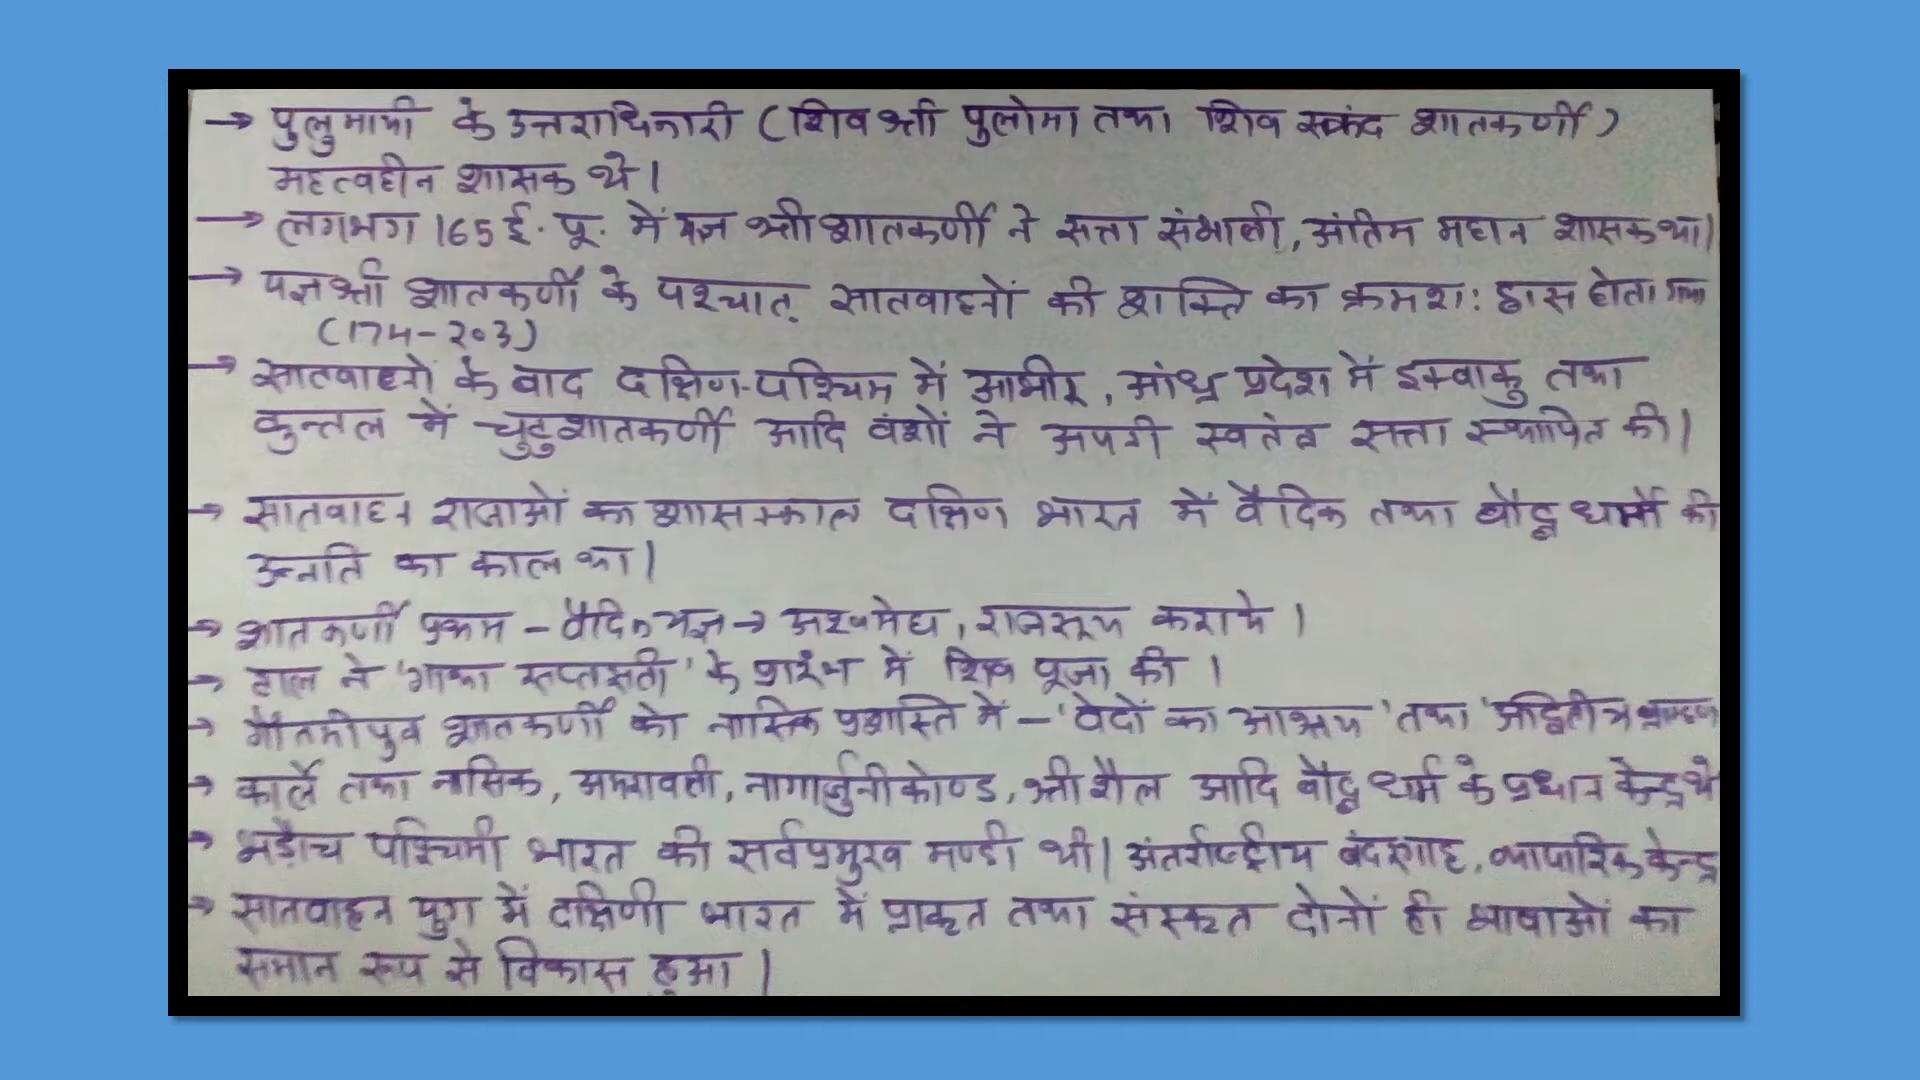 → पुलुमायी के उत्तराधिकारी (शिव श्री पुलोमा तथा शिव स्कंद शातकर्णी)
महत्वहीन शासक थे।
→ लगभग 165 ई. पू. में यज्ञ श्री शातकर्णी ने सत्ता संभाली, अंतिम महान शासक था।
→ यज्ञश्री शातकर्णी के पश्चात् सातवाहनों की शक्ति का क्रमश: ह्रास होता गया
(174-203)
→ सातवाहनों के बाद दक्षिण-पश्चिम में आभीर, आंध्र प्रदेश में इक्ष्वाकु तथा
कुन्तल में चुटुशातकर्णी आदि वंशों ने अपनी स्वतंत्र सत्ता स्थापित की।
→ सातवाहन राजाओं का शासनकाल दक्षिण भारत में वैदिक तथा बौद्ध धर्मों की
उन्नति का काल था।
→ शातकर्णी प्रथम - वैदिक यज्ञ → अश्वमेध, राजसूय कराये।
→ हाल ने 'गाथा सप्तसती' के प्रारंभ में शिव पूजा की।
→ गौतमीपुत्र शातकर्णी को नासिक प्रशस्ति में - 'वेदों का आश्रय' तथा 'अद्वितीय ब्राह्मण
→ कार्ले तथा नासिक, अमरावती, नागार्जुनीकोण्ड, श्रीशैल आदि बौद्ध धर्म के प्रधान केन्द्र थे
→ भड़ौच पश्चिमी भारत की सर्वप्रमुख मण्डी थी। अंतर्राष्ट्रीय बंदरगाह, व्यापारिक केन्द्र
→ सातवाहन युग में दक्षिणी भारत में प्राकृत तथा संस्कृत दोनों ही भाषाओं का
समान रूप से विकास हुआ।